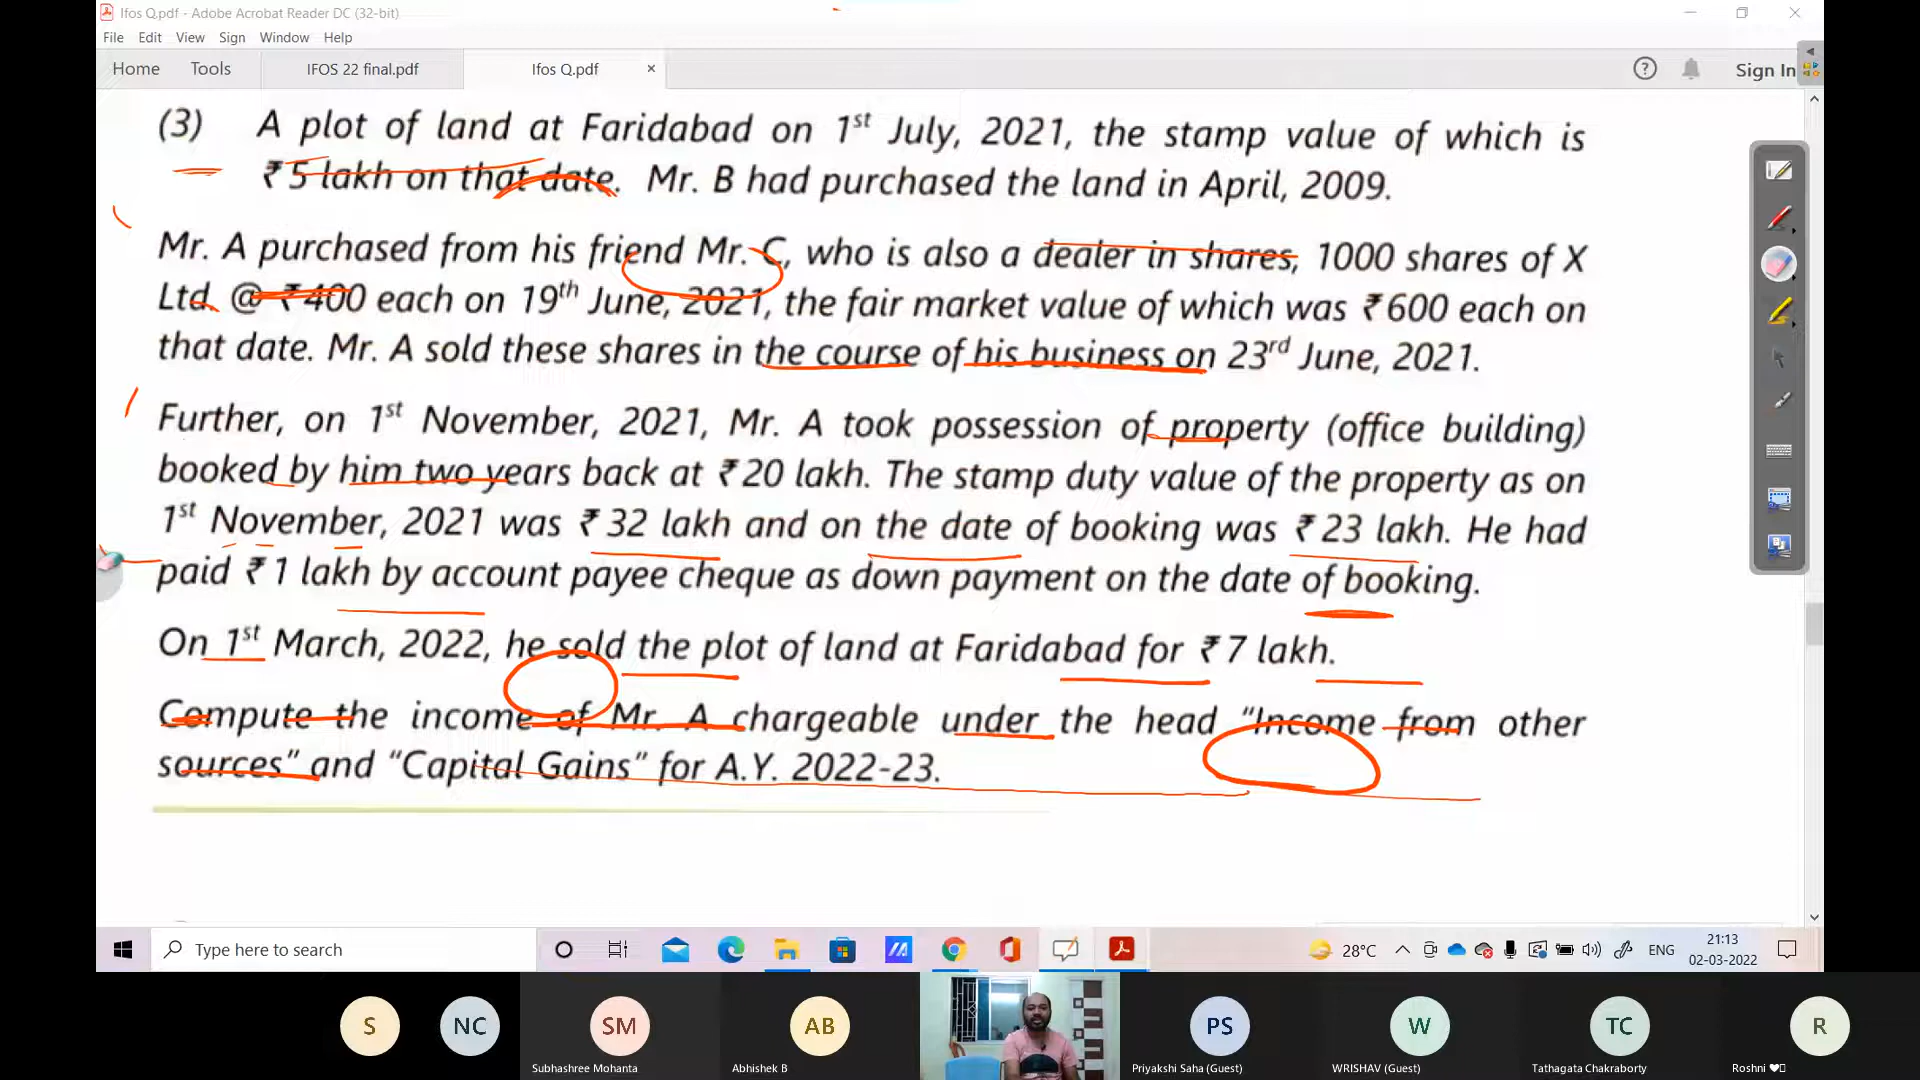 Ifos Q.pdf - Adobe Acrobat Reader DC (32-bit)
File Edit View Sign Window Help
Home Tools IFOS 22 final.pdf Ifos Q.pdf × Sign In
(3) A plot of land at Faridabad on 1st July, 2021, the stamp value of which is
₹5 lakh on that date. Mr. B had purchased the land in April, 2009.
Mr. A purchased from his friend Mr. C, who is also a dealer in shares, 1000 shares of X
Ltd. @ ₹400 each on 19th June, 2021, the fair market value of which was ₹600 each on
that date. Mr. A sold these shares in the course of his business on 23rd June, 2021.
Further, on 1st November, 2021, Mr. A took possession of property (office building)
booked by him two years back at ₹20 lakh. The stamp duty value of the property as on
1st November, 2021 was ₹32 lakh and on the date of booking was ₹23 lakh. He had
paid ₹1 lakh by account payee cheque as down payment on the date of booking.
On 1st March, 2022, he sold the plot of land at Faridabad for ₹7 lakh.
Compute the income of Mr. A chargeable under the head “Income from other
sources” and “Capital Gains” for A.Y. 2022-23.
Type here to search
28°C ENG 21:13
02-03-2022
S NC SM AB PS W TC R
Subhashree Mohanta Abhishek B Priyakshi Saha (Guest) WRISHAV (Guest) Tathagata Chakraborty Roshni ❤